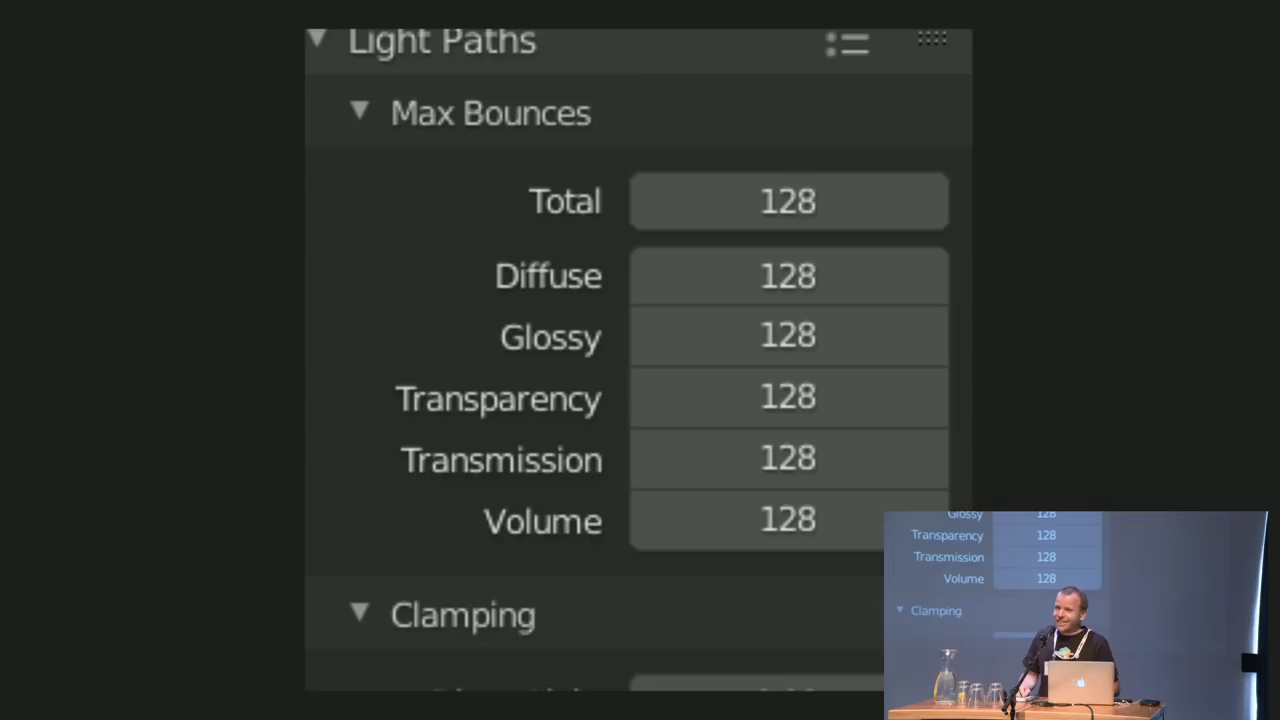 Light Paths
Max Bounces
Total 128
Diffuse 128
Glossy 128
Transparency 128
Transmission 128
Volume 128
Clamping
Glossy 128
Transparency 128
Transmission 128
Volume 128
Clamping